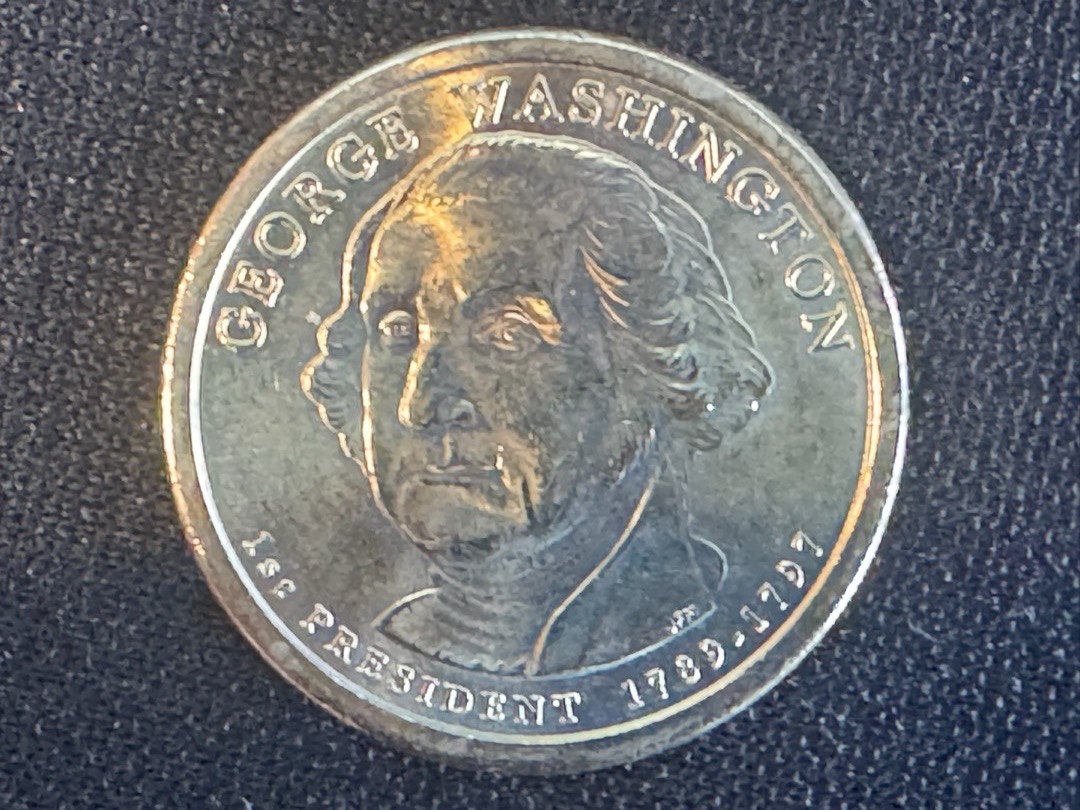 GEORGE WASHINGTON
1ST PRESIDENT 1789-1797